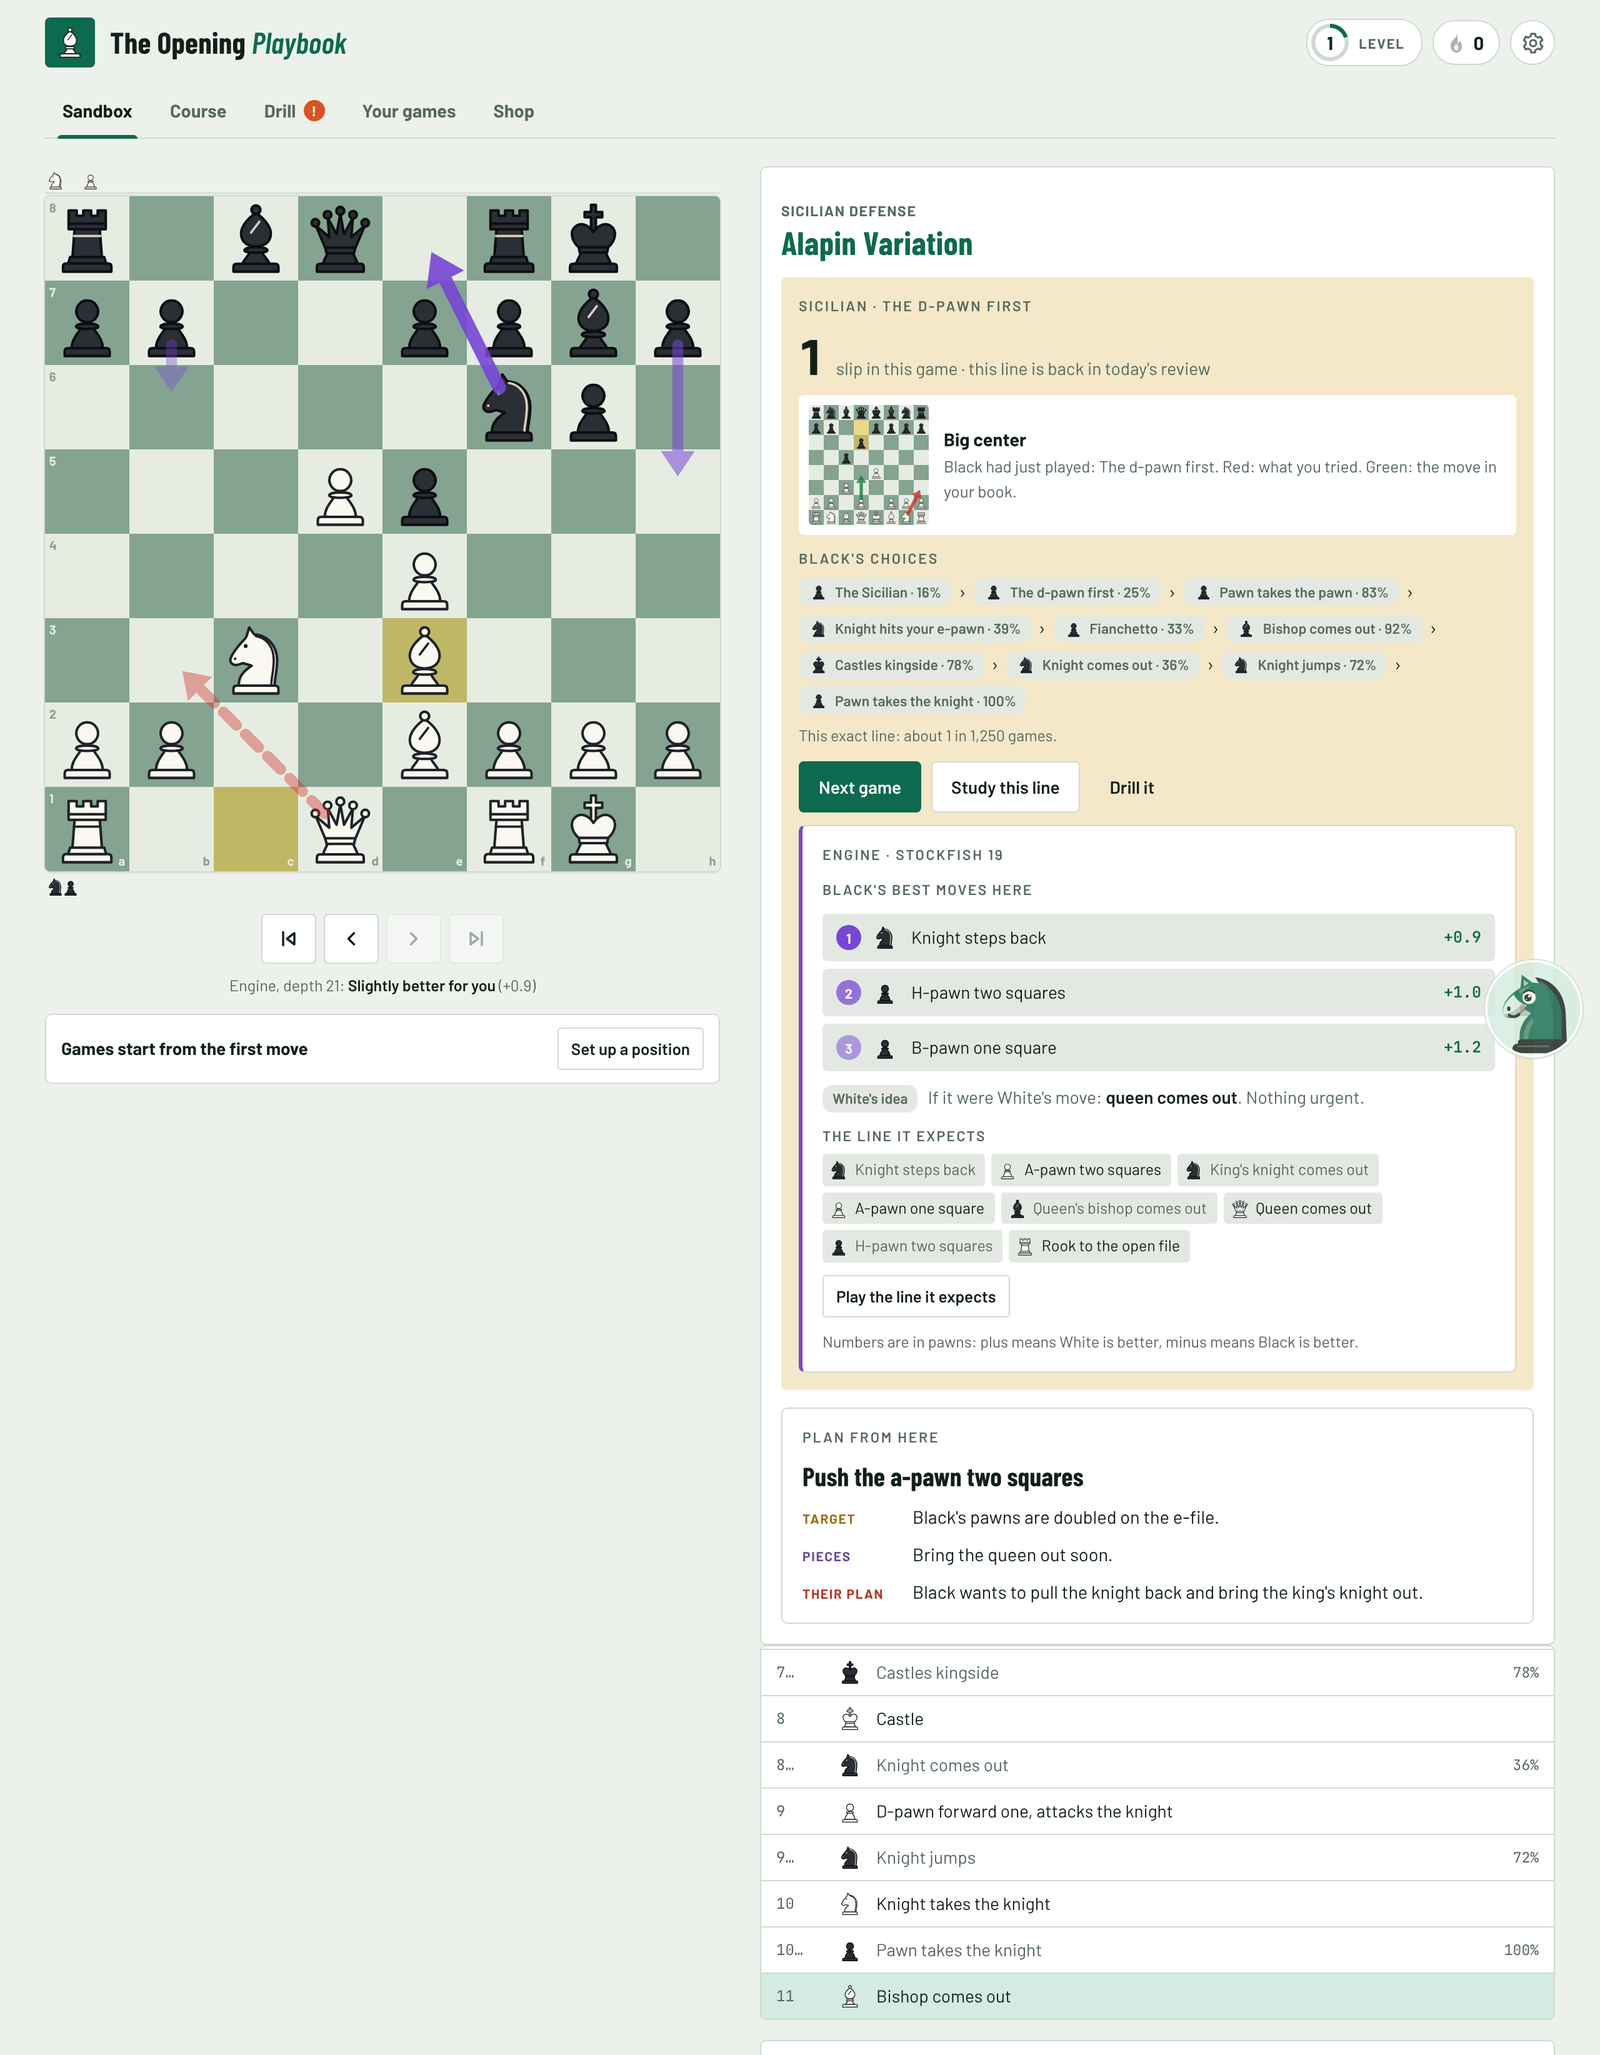 The Opening Playbook
1 LEVEL
0
Sandbox
Course
Drill !
Your games
Shop
8
7
6
5
4
3
2
1
a b c d e f g h
Engine, depth 21: Slightly better for you (+0.9)
Games start from the first move
Set up a position
SICILIAN DEFENSE
Alapin Variation
SICILIAN · THE D-PAWN FIRST
1 slip in this game · this line is back in today's review
Big center
Black had just played: The d-pawn first. Red: what you tried. Green: the move in
your book.
BLACK'S CHOICES
The Sicilian · 16% › The d-pawn first · 25% › Pawn takes the pawn · 83% ›
Knight hits your e-pawn · 39% › Fianchetto · 33% › Bishop comes out · 92% ›
Castles kingside · 78% › Knight comes out · 36% › Knight jumps · 72% ›
Pawn takes the knight · 100%
This exact line: about 1 in 1,250 games.
Next game
Study this line
Drill it
ENGINE · STOCKFISH 19
BLACK'S BEST MOVES HERE
1 Knight steps back +0.9
2 H-pawn two squares +1.0
3 B-pawn one square +1.2
White's idea If it were White's move: queen comes out. Nothing urgent.
THE LINE IT EXPECTS
Knight steps back A-pawn two squares King's knight comes out
A-pawn one square Queen's bishop comes out Queen comes out
H-pawn two squares Rook to the open file
Play the line it expects
Numbers are in pawns: plus means White is better, minus means Black is better.
PLAN FROM HERE
Push the a-pawn two squares
TARGET Black's pawns are doubled on the e-file.
PIECES Bring the queen out soon.
THEIR PLAN Black wants to pull the knight back and bring the king's knight out.
7… Castles kingside 78%
8 Castle
8… Knight comes out 36%
9 D-pawn forward one, attacks the knight
9… Knight jumps 72%
10 Knight takes the knight
10… Pawn takes the knight 100%
11 Bishop comes out